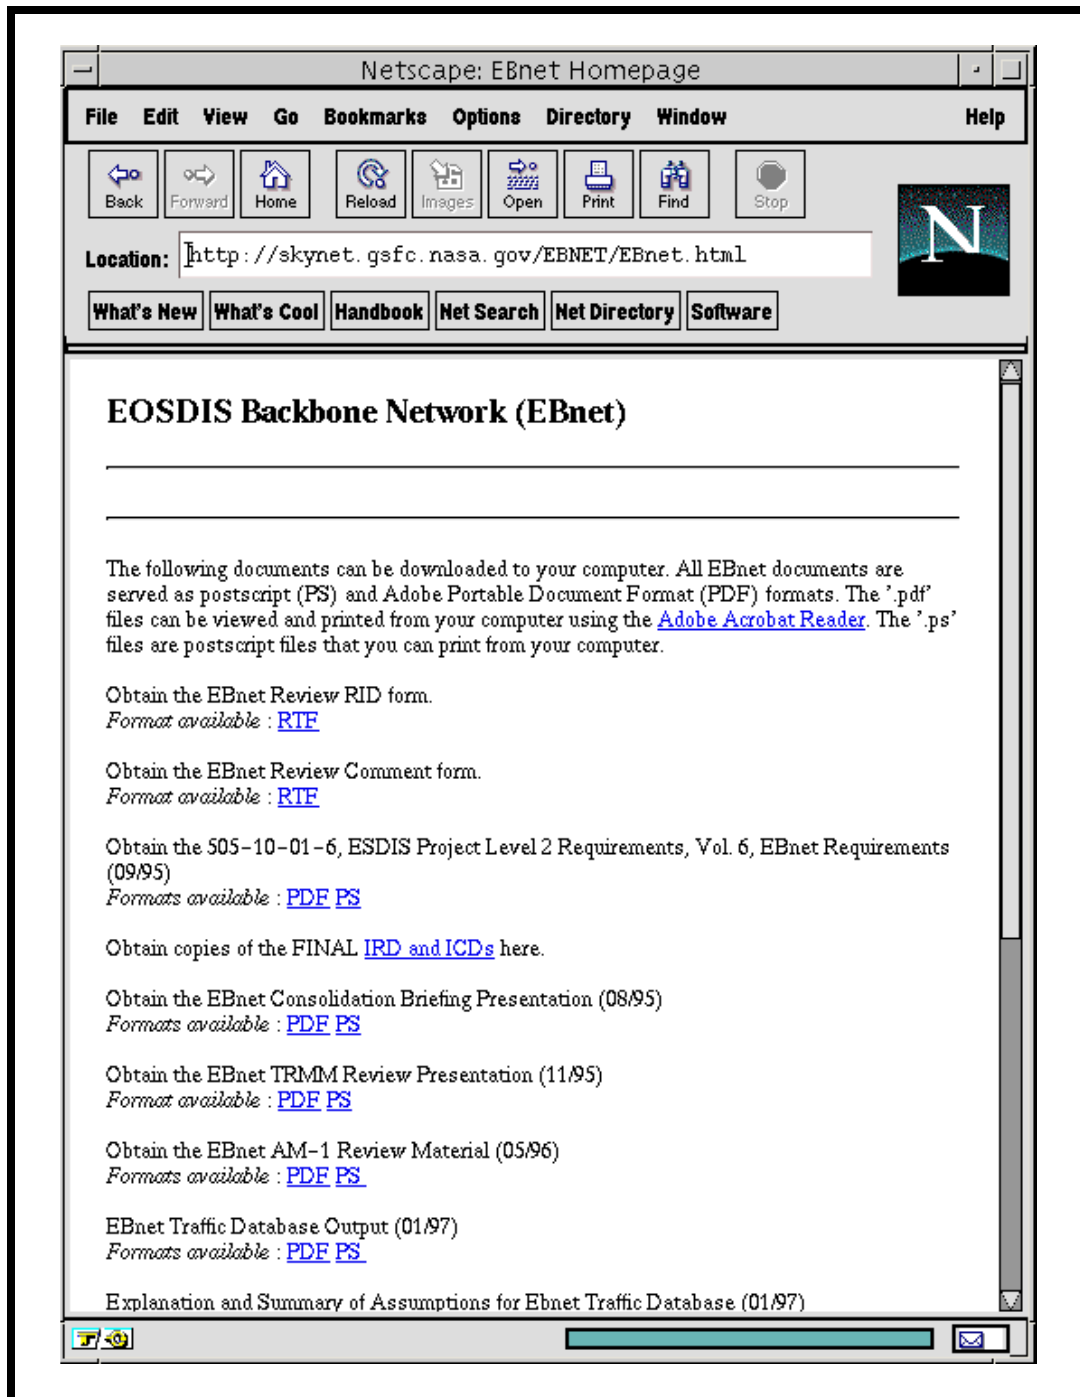 Netscape: EBnet Homepage
File Edit View Go Bookmarks Options Directory Window Help
Back Forward Home Reload Images Open Print Find Stop
N
Location: http://skynet.gsfc.nasa.gov/EBNET/EBnet.html
What's New What's Cool Handbook Net Search Net Directory Software
EOSDIS Backbone Network (EBnet)
The following documents can be downloaded to your computer. All EBnet documents are
served as postscript (PS) and Adobe Portable Document Format (PDF) formats. The '.pdf'
files can be viewed and printed from your computer using the Adobe Acrobat Reader. The '.ps'
files are postscript files that you can print from your computer.
Obtain the EBnet Review RID form.
Format available : RTF
Obtain the EBnet Review Comment form.
Format available : RTF
Obtain the 505-10-01-6, ESDIS Project Level 2 Requirements, Vol. 6, EBnet Requirements
(09/95)
Formats available : PDF PS
Obtain copies of the FINAL IRD and ICDs here.
Obtain the EBnet Consolidation Briefing Presentation (08/95)
Formats available : PDF PS
Obtain the EBnet TRMM Review Presentation (11/95)
Format available : PDF PS
Obtain the EBnet AM-1 Review Material (05/96)
Formats available : PDF PS
EBnet Traffic Database Output (01/97)
Formats available : PDF PS
Explanation and Summary of Assumptions for Ebnet Traffic Database (01/97)